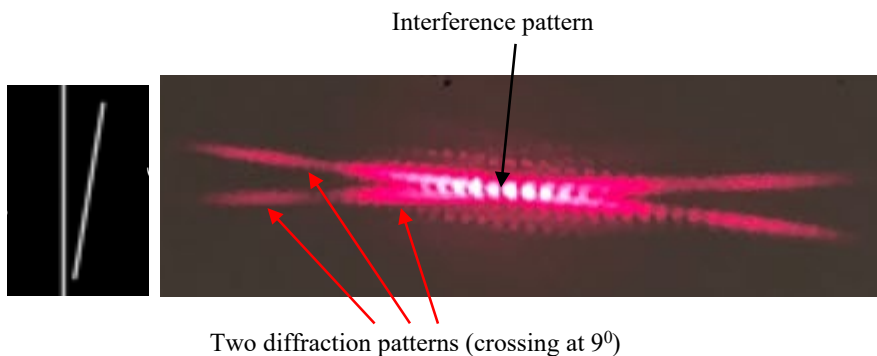 Interference pattern
Two diffraction patterns (crossing at 9⁰)